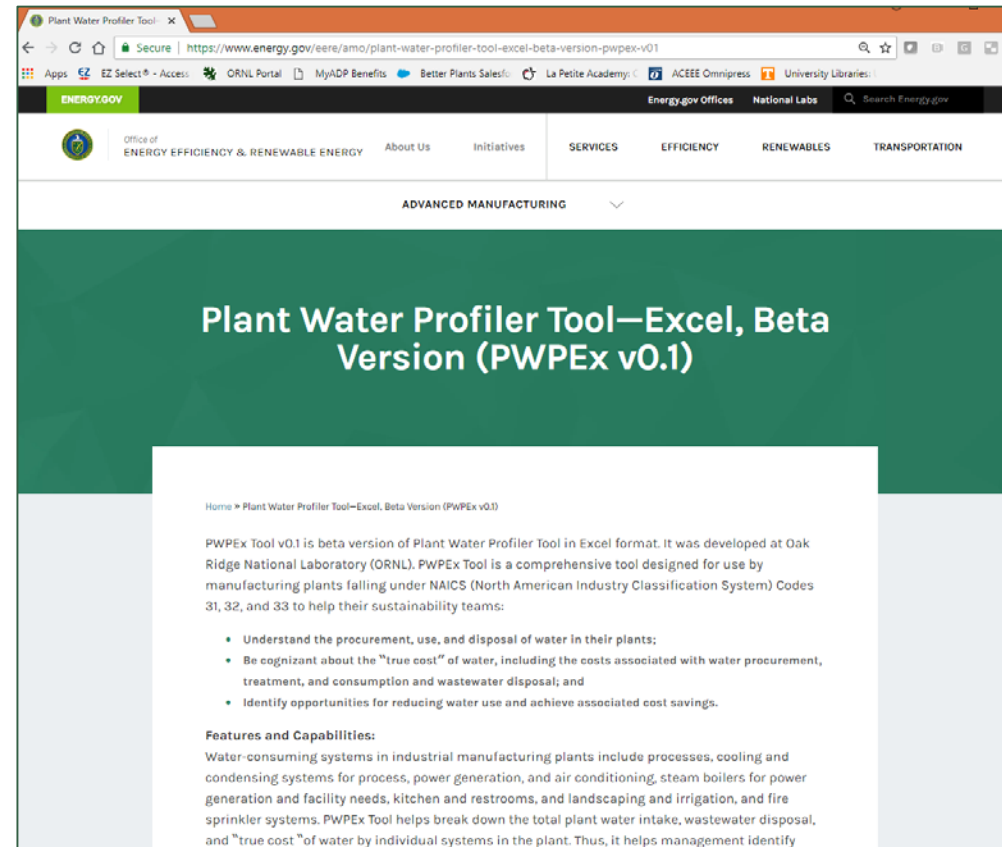 Plant Water Profiler Tool-
Secure | https://www.energy.gov/eere/amo/plant-water-profiler-tool-excel-beta-version-pwpex-v01
Apps EZ EZ Select® - Access ORNL Portal MyADP Benefits Better Plants Salesfo La Petite Academy: C ACEEE Omnipress University Libraries:
ENERGY.GOV Energy.gov Offices National Labs Search Energy.gov
Office of
ENERGY EFFICIENCY & RENEWABLE ENERGY About Us Initiatives SERVICES EFFICIENCY RENEWABLES TRANSPORTATION
ADVANCED MANUFACTURING
Plant Water Profiler Tool—Excel, Beta
Version (PWPEx v0.1)
Home » Plant Water Profiler Tool—Excel, Beta Version (PWPEx v0.1)
PWPEx Tool v0.1 is beta version of Plant Water Profiler Tool in Excel format. It was developed at Oak
Ridge National Laboratory (ORNL). PWPEx Tool is a comprehensive tool designed for use by
manufacturing plants falling under NAICS (North American Industry Classification System) Codes
31, 32, and 33 to help their sustainability teams:
• Understand the procurement, use, and disposal of water in their plants;
• Be cognizant about the "true cost" of water, including the costs associated with water procurement,
treatment, and consumption and wastewater disposal; and
• Identify opportunities for reducing water use and achieve associated cost savings.
Features and Capabilities:
Water-consuming systems in industrial manufacturing plants include processes, cooling and
condensing systems for process, power generation, and air conditioning, steam boilers for power
generation and facility needs, kitchen and restrooms, and landscaping and irrigation, and fire
sprinkler systems. PWPEx Tool helps break down the total plant water intake, wastewater disposal,
and "true cost "of water by individual systems in the plant. Thus, it helps management identify